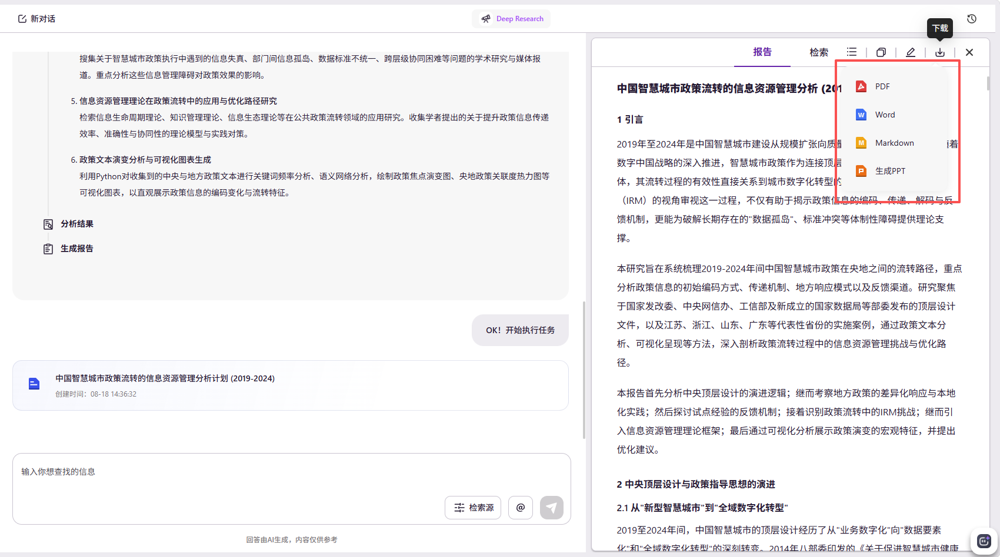 新对话
Deep Research
下载
搜集关于智慧城市政策执行中遇到的信息失真、部门间信息孤岛、数据标准不统一、跨层级协同困难等问题的学术研究与媒体报
道。重点分析这些信息管理障碍对政策效果的影响。
5. 信息资源管理理论在政策流转中的应用与优化路径研究
检索信息生命周期理论、知识管理理论、信息生态理论等在公共政策流转领域的应用研究。收集学者提出的关于提升政策信息传递
效率、准确性与协同性的理论模型与实践对策。
6. 政策文本演变分析与可视化图表生成
利用Python对收集到的中央与地方政策文本进行关键词频率分析、语义网络分析，绘制政策焦点演变图、央地政策关联度热力图等
可视化图表，以直观展示政策信息的编码变化与流转特征。
分析结果
生成报告
OK！开始执行任务
中国智慧城市政策流转的信息资源管理分析计划 (2019-2024)
创建时间：08-18 14:36:32
输入你想查找的信息
检索源
@
回答由AI生成，内容仅供参考
报告
检索
PDF
Word
Markdown
生成PPT
中国智慧城市政策流转的信息资源管理分析 (201
1 引言
2019年至2024年是中国智慧城市建设从规模扩张向质 着
数字中国战略的深入推进，智慧城市政策作为连接顶层
体，其流转过程的有效性直接关系到城市数字化转型的
（IRM）的视角审视这一过程，不仅有助于揭示政策信息的编码、传递、解码与反
馈机制，更能为破解长期存在的"数据孤岛"、标准冲突等体制性障碍提供理论支
撑。
本研究旨在系统梳理2019-2024年间中国智慧城市政策在央地之间的流转路径，重点
分析政策信息的初始编码方式、传递机制、地方响应模式以及反馈渠道。研究聚焦
于国家发改委、中央网信办、工信部及新成立的国家数据局等部委发布的顶层设计
文件，以及江苏、浙江、山东、广东等代表性省份的实施案例，通过政策文本分
析、可视化呈现等方法，深入剖析政策流转过程中的信息资源管理挑战与优化路
径。
本报告首先分析中央顶层设计的演进逻辑；继而考察地方政策的差异化响应与本地
化实践；然后探讨试点经验的反馈机制；接着识别政策流转中的IRM挑战；继而引
入信息资源管理理论框架；最后通过可视化分析展示政策演变的宏观特征，并提出
优化建议。
2 中央顶层设计与政策指导思想的演进
2.1 从"新型智慧城市"到"全域数字化转型"
2019至2024年间，中国智慧城市的顶层设计经历了从"业务数字化"向"数据要素
化"和"全域数字化转型"的深刻转变。2014年八部委印发的《关于促进智慧城市健康